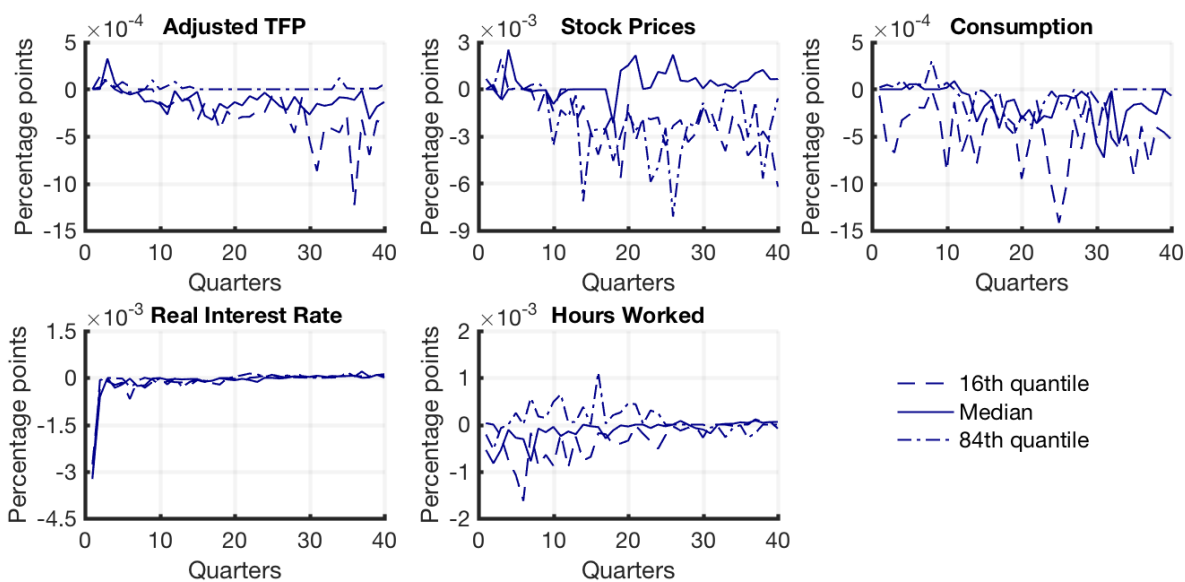 ×10⁻⁴ Adjusted TFP
Percentage points
5
0
-5
-10
-15
0 10 20 30 40
Quarters
×10⁻³ Stock Prices
Percentage points
3
0
-3
-6
-9
0 10 20 30 40
Quarters
×10⁻⁴ Consumption
Percentage points
5
0
-5
-10
-15
0 10 20 30 40
Quarters
×10⁻³ Real Interest Rate
Percentage points
1.5
0
-1.5
-3
-4.5
0 10 20 30 40
Quarters
×10⁻³ Hours Worked
Percentage points
2
1
0
-1
-2
0 10 20 30 40
Quarters
16th quantile
Median
84th quantile